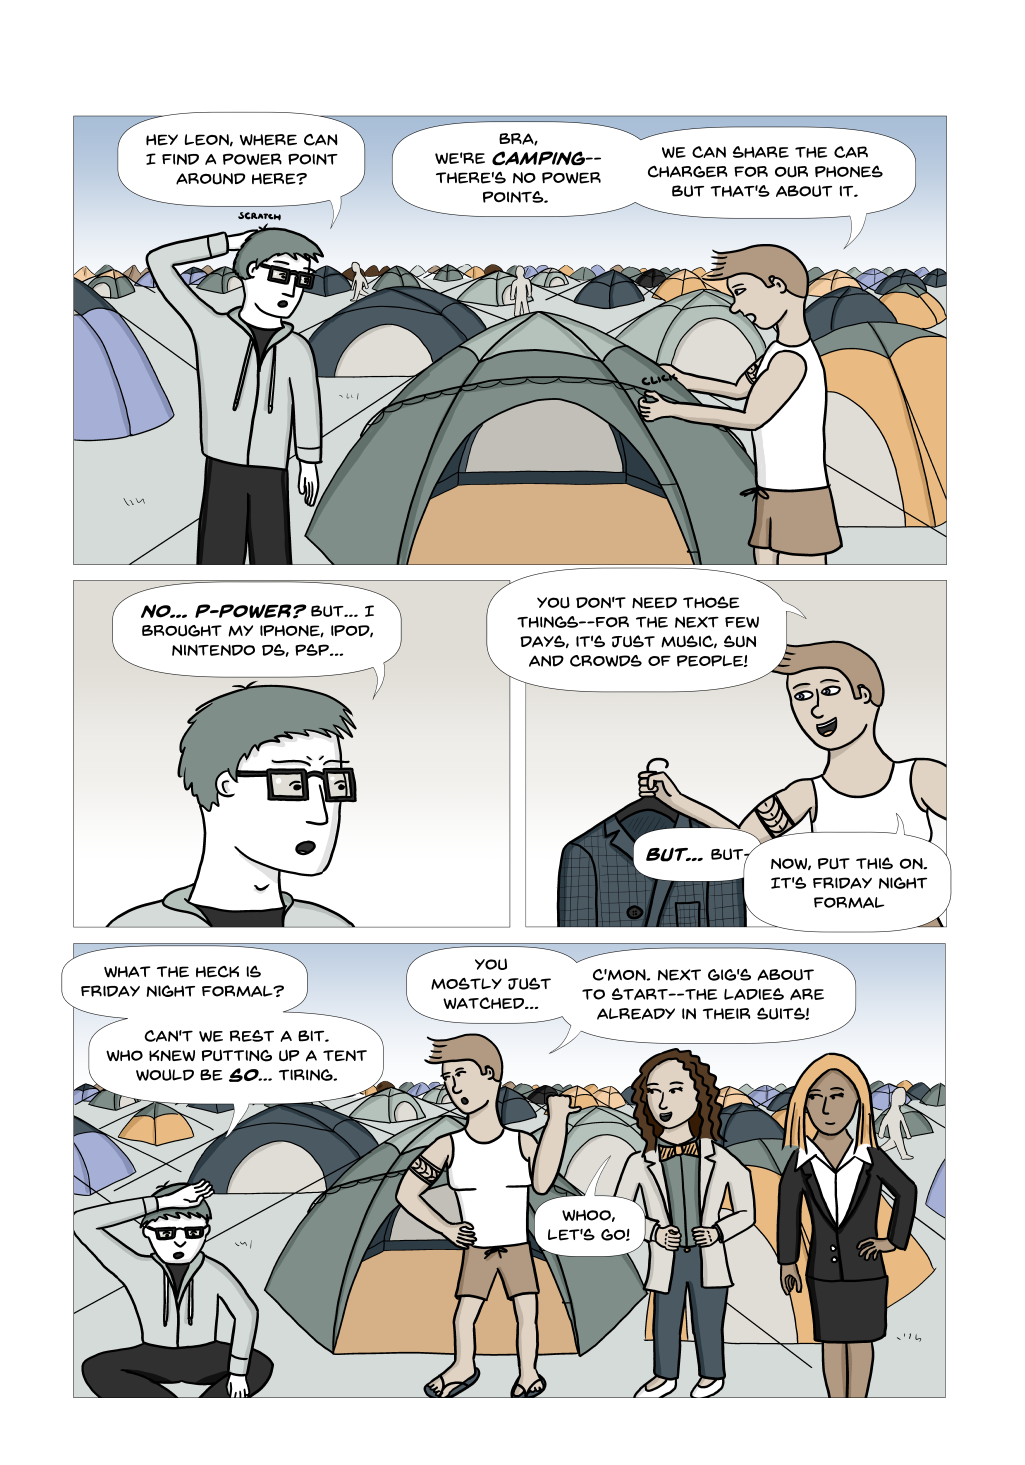 HEY LEON, WHERE CAN
I FIND A POWER POINT
AROUND HERE?
BRA,
WE'RE CAMPING--
THERE'S NO POWER
POINTS.
WE CAN SHARE THE CAR
CHARGER FOR OUR PHONES
BUT THAT'S ABOUT IT.
SCRATCH
CLICK
NO... P-POWER? BUT... I
BROUGHT MY IPHONE, IPOD,
NINTENDO DS, PSP...
YOU DON'T NEED THOSE
THINGS--FOR THE NEXT FEW
DAYS, IT'S JUST MUSIC, SUN
AND CROWDS OF PEOPLE!
BUT... BUT-
NOW, PUT THIS ON.
IT'S FRIDAY NIGHT
FORMAL
WHAT THE HECK IS
FRIDAY NIGHT FORMAL?
CAN'T WE REST A BIT.
WHO KNEW PUTTING UP A TENT
WOULD BE SO... TIRING.
YOU
MOSTLY JUST
WATCHED...
C'MON. NEXT GIG'S ABOUT
TO START--THE LADIES ARE
ALREADY IN THEIR SUITS!
WHOO,
LET'S GO!